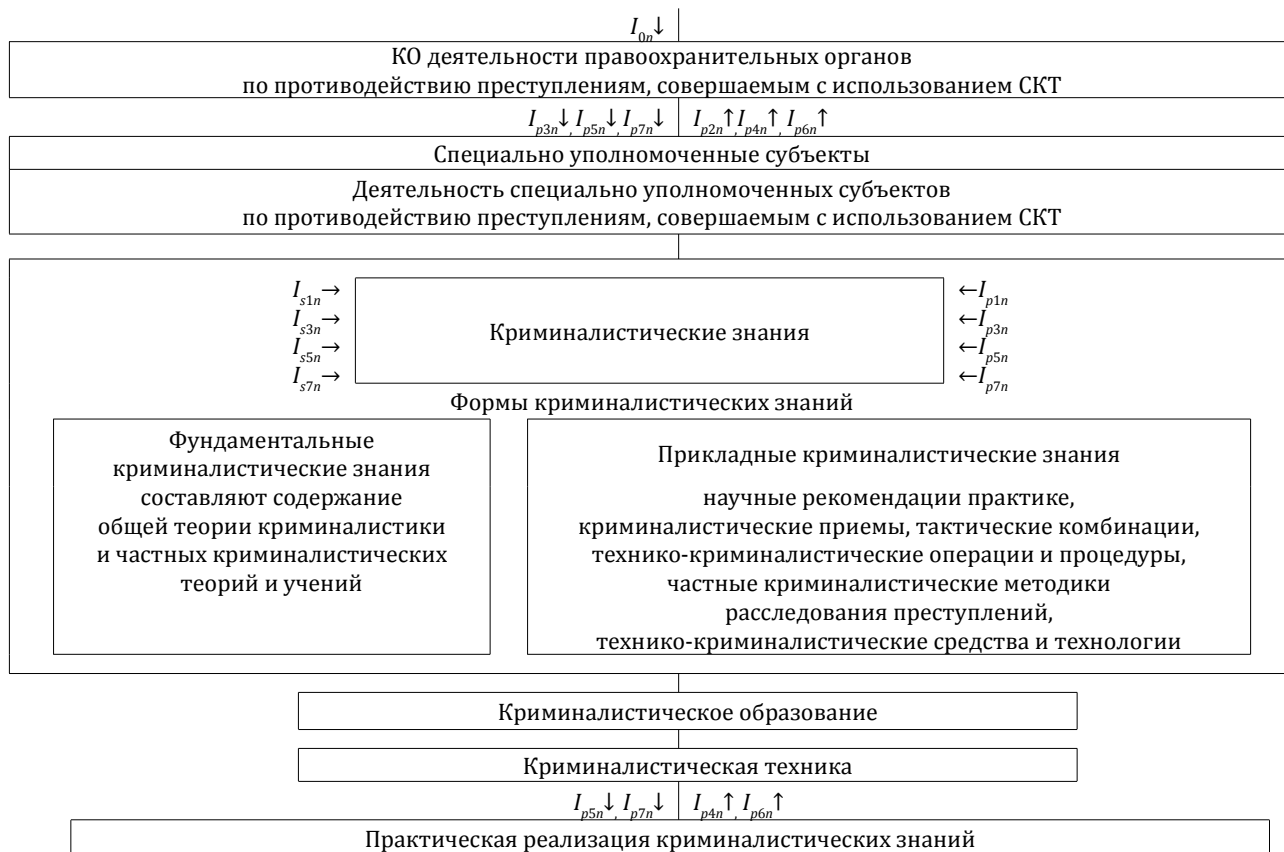 I0n↓
КО деятельности правоохранительных органов
по противодействию преступлениям, совершаемым с использованием СКТ
Ip3n↓, Ip5n↓, Ip7n↓ Ip2n↑, Ip4n↑, Ip6n↑
Специально уполномоченные субъекты
Деятельность специально уполномоченных субъектов
по противодействию преступлениям, совершаемым с использованием СКТ
Is1n→
Is3n→
Is5n→
Is7n→
Криминалистические знания
←Ip1n
←Ip3n
←Ip5n
←Ip7n
Формы криминалистических знаний
Фундаментальные
криминалистические знания
составляют содержание
общей теории криминалистики
и частных криминалистических
теорий и учений
Прикладные криминалистические знания
научные рекомендации практике,
криминалистические приемы, тактические комбинации,
технико-криминалистические операции и процедуры,
частные криминалистические методики
расследования преступлений,
технико-криминалистические средства и технологии
Криминалистическое образование
Криминалистическая техника
Ip5n↓, Ip7n↓ Ip4n↑, Ip6n↑
Практическая реализация криминалистических знаний